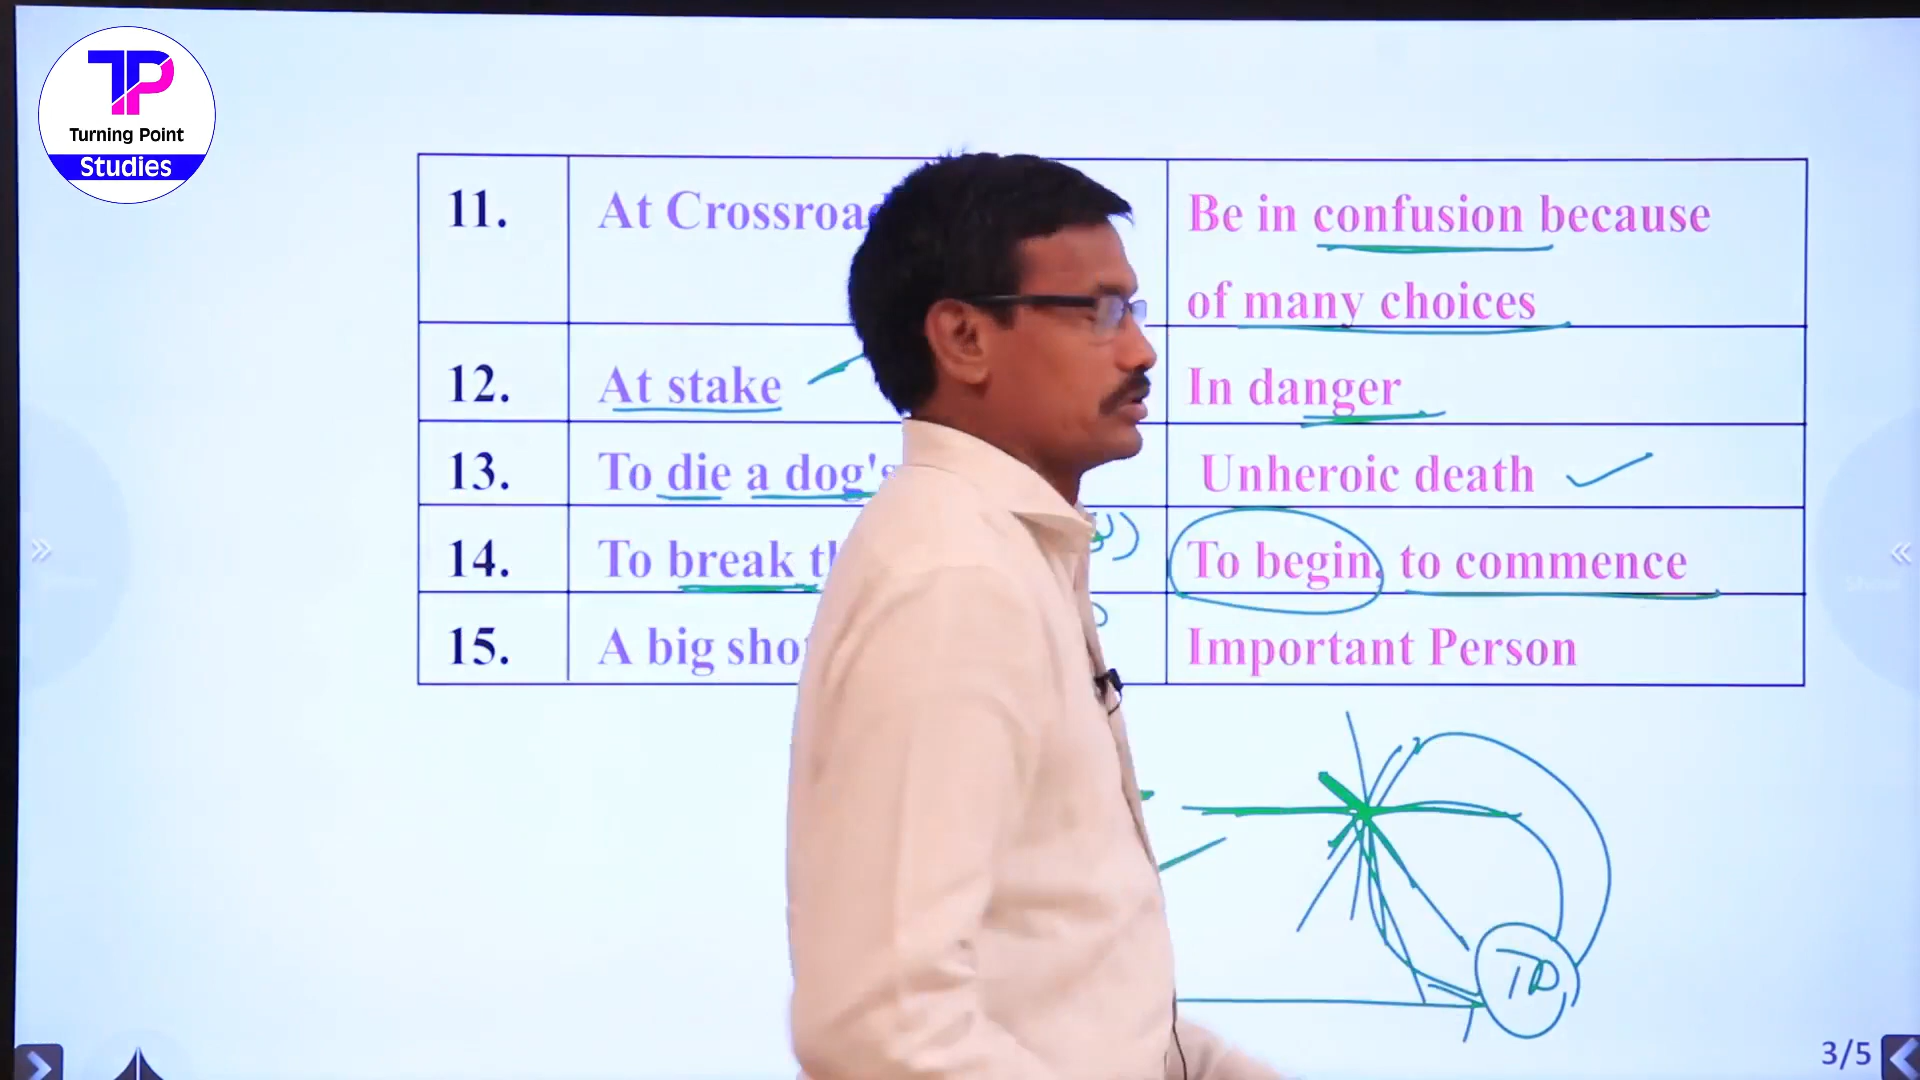 TP
Turning Point
Studies
11. At Crossroa Be in confusion because
of many choices
12. At stake In danger
13. To die a dog's Unheroic death
14. To break To begin, to commence
15. A big shot Important Person
TP
3/5